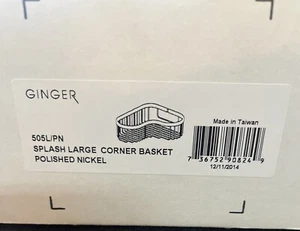 GINGER
Made in Taiwan
505L/PN
SPLASH LARGE CORNER BASKET
POLISHED NICKEL
7 36752 90824 9
12/11/2014